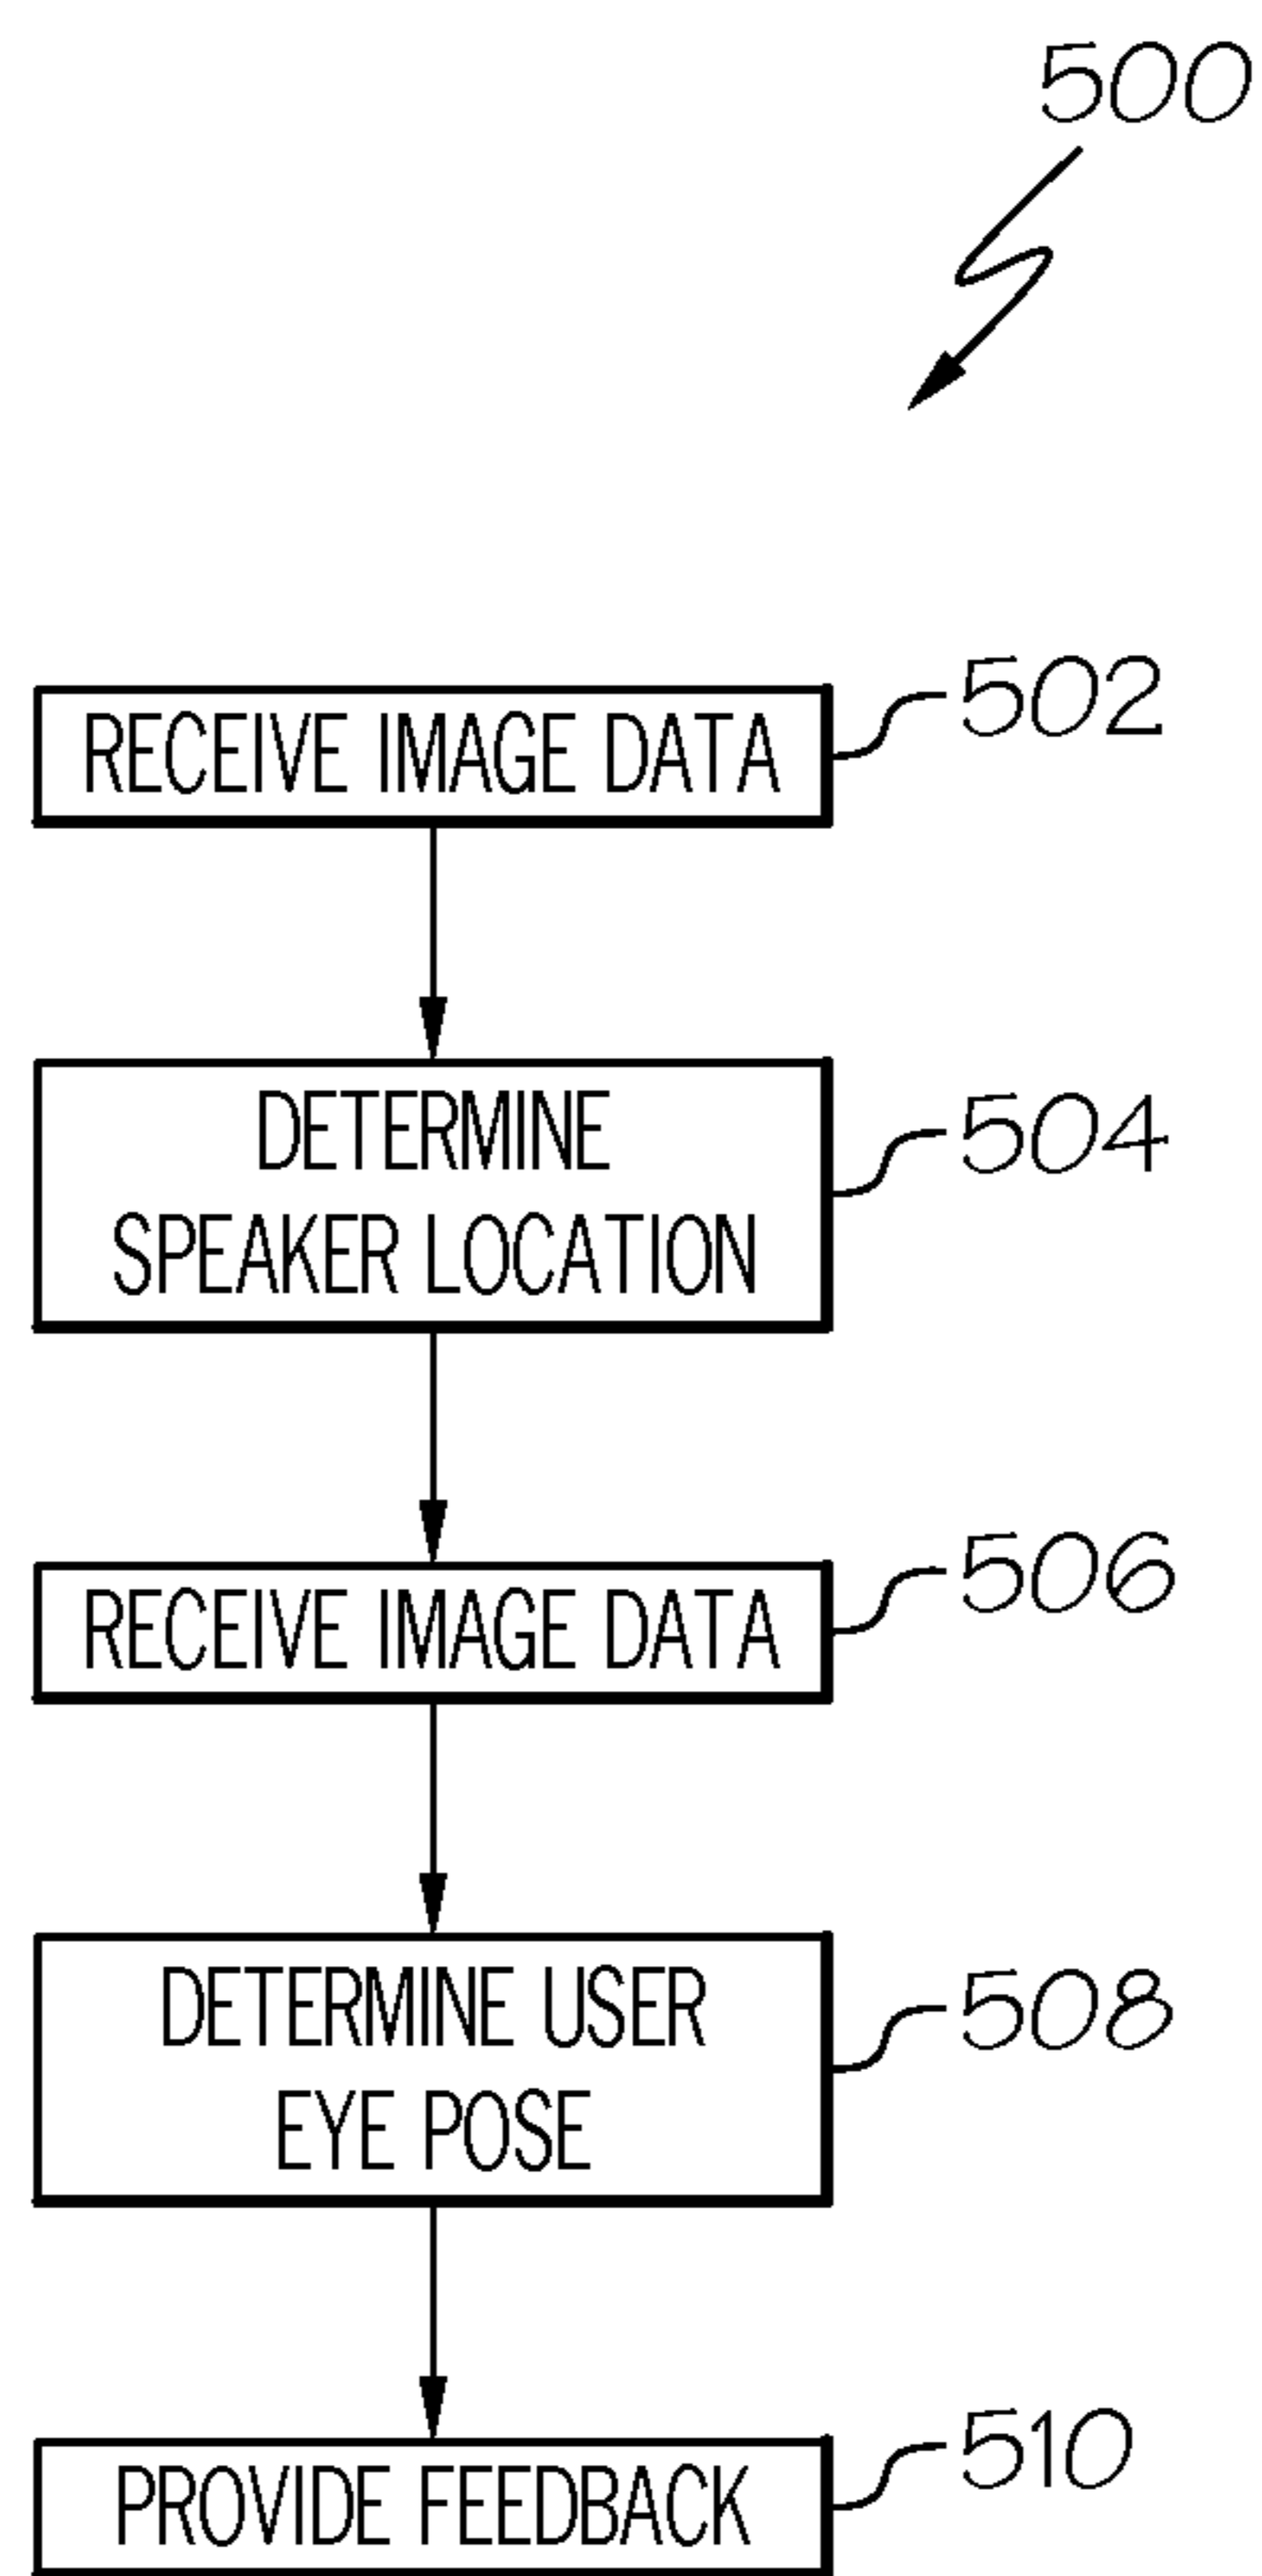 500
RECEIVE IMAGE DATA
502
DETERMINE
SPEAKER LOCATION
504
RECEIVE IMAGE DATA
506
DETERMINE USER
EYE POSE
508
PROVIDE FEEDBACK
510